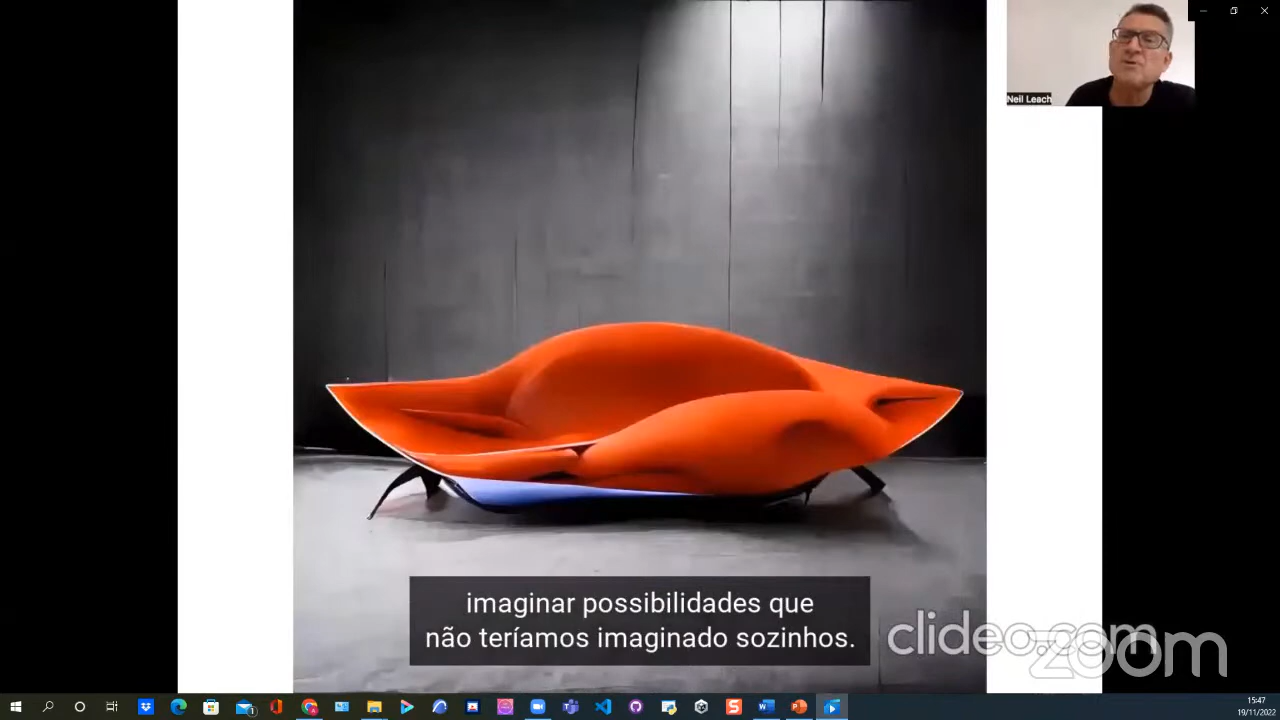 Neil Leach
imaginar possibilidades que
não teríamos imaginado sozinhos.
clideo.com
zoom
15:47
19/11/2022